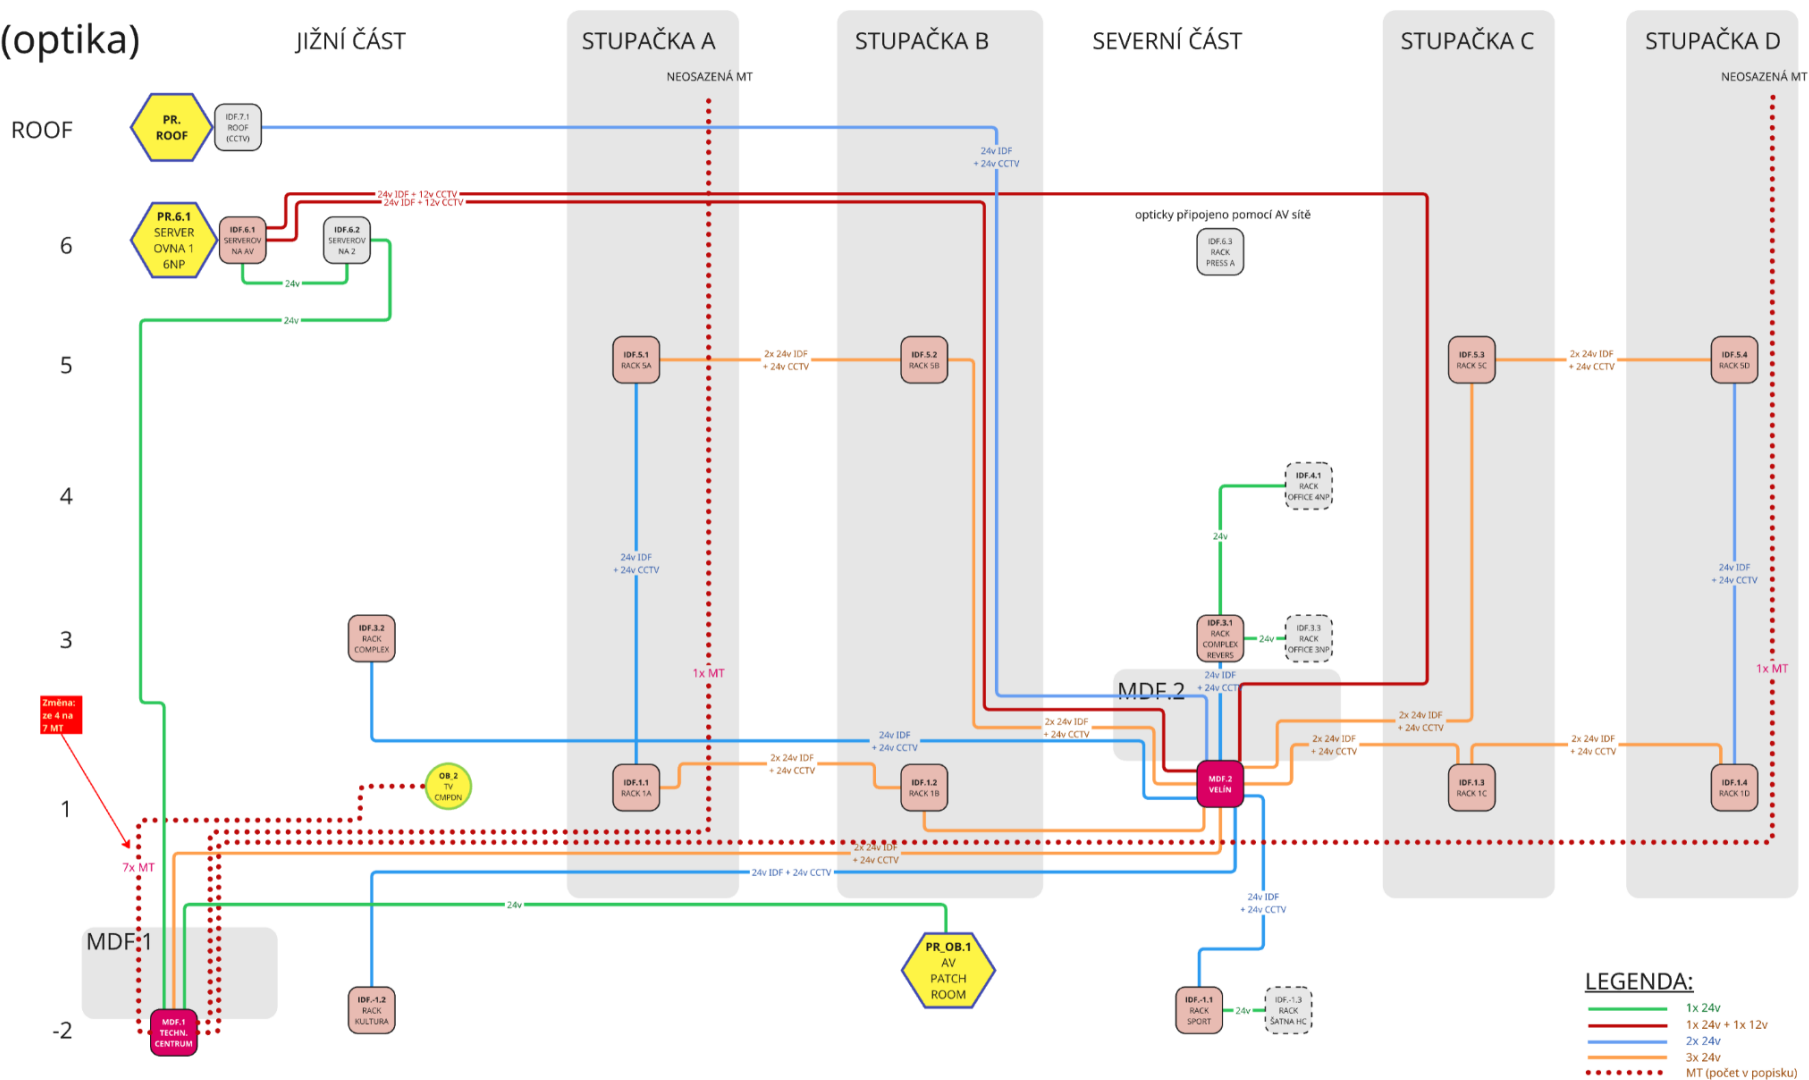 (optika)
JIŽNÍ ČÁST
STUPAČKA A
STUPAČKA B
SEVERNÍ ČÁST
STUPAČKA C
STUPAČKA D
NEOSAZENÁ MT
NEOSAZENÁ MT
ROOF
PR.
ROOF
IDF.7.1
ROOF
(CCTV)
24v IDF
+ 24v CCTV
24v IDF + 12v CCTV
24v IDF + 12v CCTV
6
PR.6.1
SERVER
OVNA 1
6NP
IDF.6.1
SERVEROV
NA AV
IDF.6.2
SERVEROV
NA 2
24v
24v
opticky připojeno pomocí AV sítě
IDF.6.3
RACK
PRESS A
5
IDF.5.1
RACK 5A
2x 24v IDF
+ 24v CCTV
IDF.5.2
RACK 5B
IDF.5.3
RACK 5C
2x 24v IDF
+ 24v CCTV
IDF.5.4
RACK 5D
4
IDF.4.1
RACK
OFFICE 4NP
24v
24v IDF
+ 24v CCTV
24v IDF
+ 24v CCTV
3
IDF.3.2
RACK
COMPLEX
IDF.3.1
RACK
COMPLEX
REVERS
24v
IDF.3.3
RACK
OFFICE 3NP
1x MT
1x MT
24v IDF
+ 24v CCTV
MDF.2
Změna:
ze 4 na
7 MT
2x 24v IDF
+ 24v CCTV
2x 24v IDF
+ 24v CCTV
24v IDF
+ 24v CCTV
2x 24v IDF
+ 24v CCTV
2x 24v IDF
+ 24v CCTV
2x 24v IDF
+ 24v CCTV
1
OB_2
TV
CMPDN
IDF.1.1
RACK 1A
IDF.1.2
RACK 1B
MDF.2
VELÍN
IDF.1.3
RACK 1C
IDF.1.4
RACK 1D
7x MT
2x 24v IDF
+ 24v CCTV
24v IDF + 24v CCTV
24v
24v IDF
+ 24v CCTV
MDF.1
PR_OB.1
AV
PATCH
ROOM
-2
MDF.1
TECHN.
CENTRUM
IDF.-1.2
RACK
KULTURA
IDF.-1.1
RACK
SPORT
24v
IDF.-1.3
RACK
ŠATNA HC
LEGENDA:
1x 24v
1x 24v + 1x 12v
2x 24v
3x 24v
MT (počet v popisku)